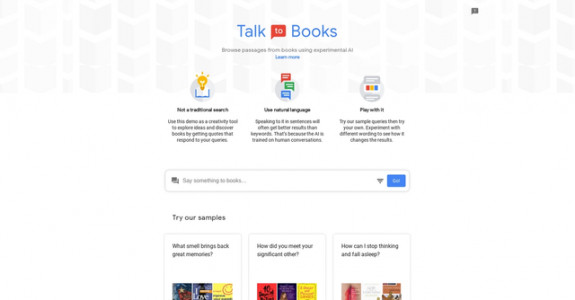 Talk to Books
Browse passages from books using experimental AI
Learn more
Not a traditional search
Use this demo as a creativity tool
to explore ideas and discover
books by getting quotes that
respond to your queries.
Use natural language
Speaking to it in sentences will
often get better results than
keywords. That's because the AI is
trained on human conversations.
Play with it
Try our sample queries then try
your own. Experiment with
different wording to see how it
changes the results.
Say something to books...
Go!
Try our samples
What smell brings back
great memories?
How did you meet your
significant other?
How can I stop thinking
and fall asleep?